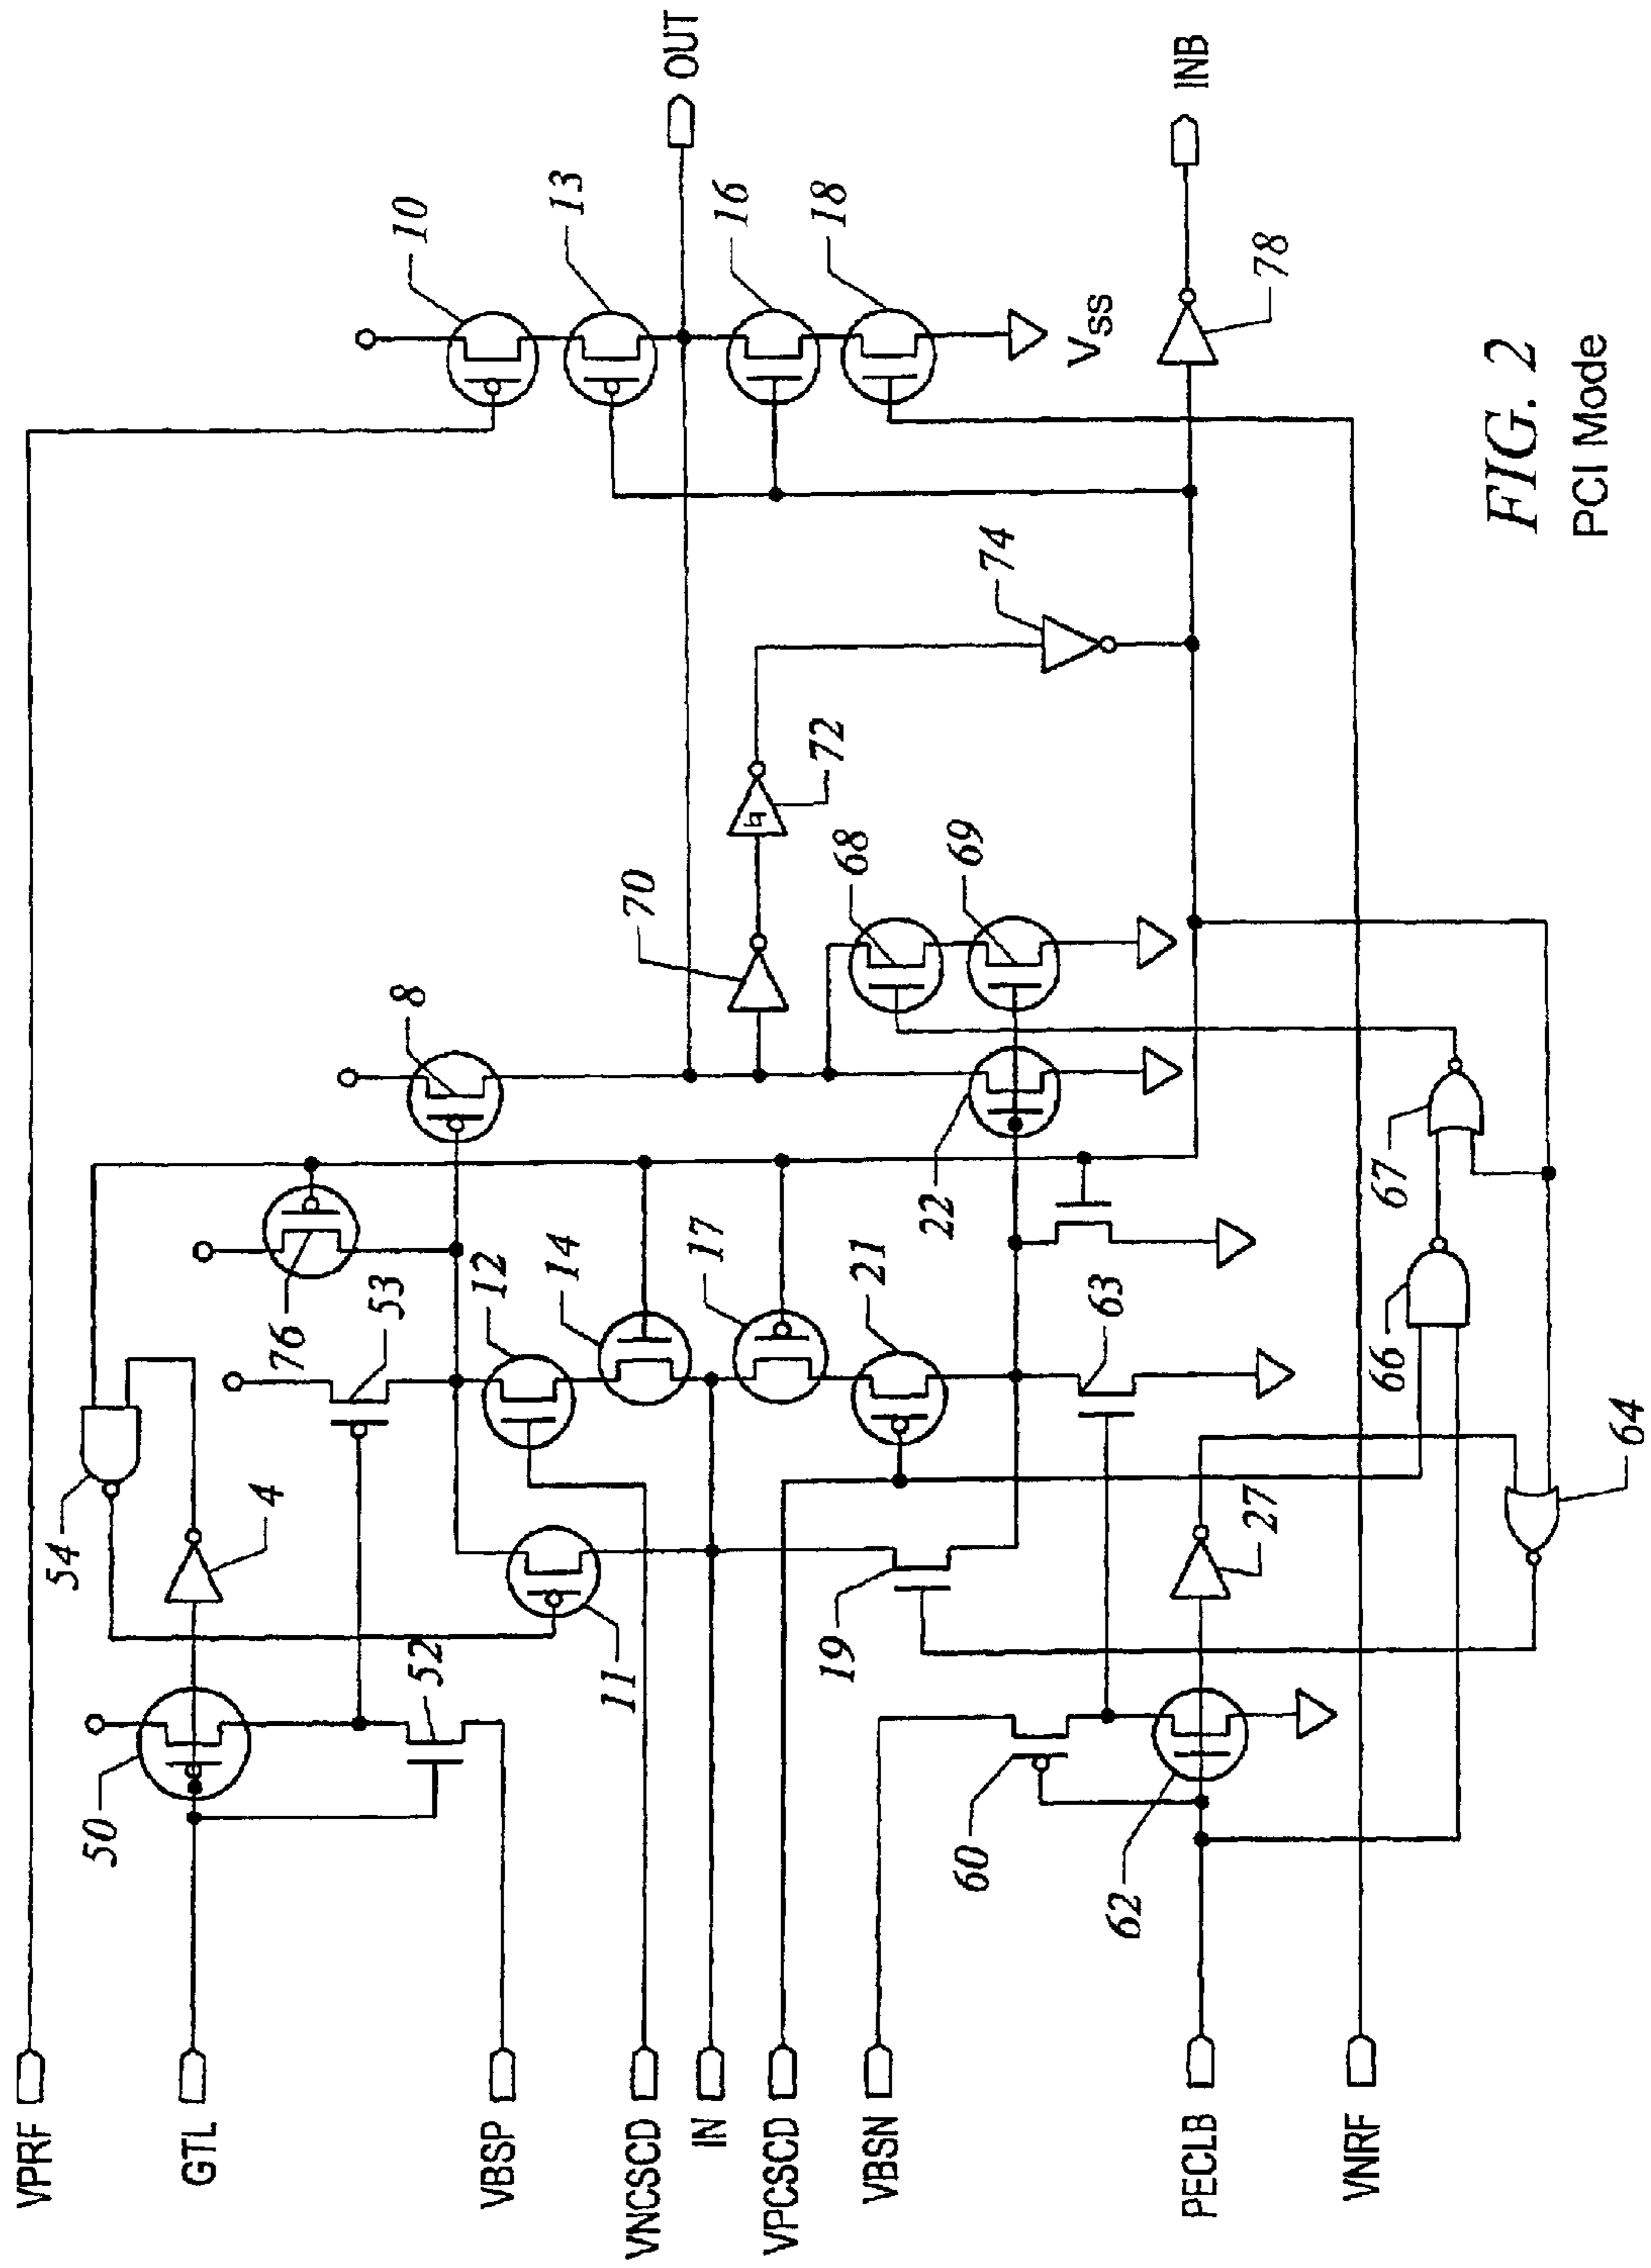 VPRF
GTL
VBSP
VNCSCD
IN
VPCSCD
VBSN
PECLB
VNRF
50
52
54
4
53
76
11
12
14
17
21
19
60
62
27
63
64
66
67
22
8
70
68
69
72
74
10
13
16
18
VSS
78
OUT
INB
FIG. 2
PCI Mode